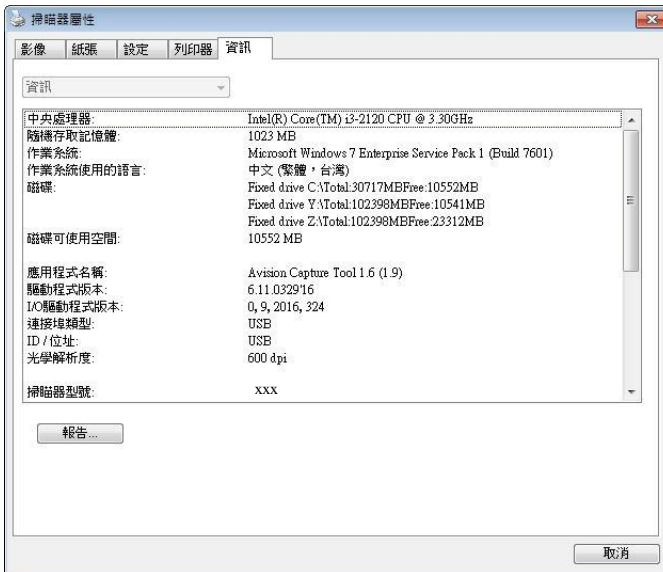 掃瞄器屬性
影像 紙張 設定 列印器 資訊
資訊
中央處理器: Intel(R) Core(TM) i3-2120 CPU @ 3.30GHz
隨機存取記憶體: 1023 MB
作業系統: Microsoft Windows 7 Enterprise Service Pack 1 (Build 7601)
作業系統使用的語言: 中文 (繁體，台灣)
磁碟: Fixed drive C:\Total:30717MBFree:10552MB
Fixed drive Y:\Total:102398MBFree:10541MB
Fixed drive Z:\Total:102398MBFree:23312MB
磁碟可使用空間: 10552 MB
應用程式名稱: Avision Capture Tool 1.6 (1.9)
驅動程式版本: 6.11.0329'16
I/O驅動程式版本: 0, 9, 2016, 324
連接埠類型: USB
ID / 位址: USB
光學解析度: 600 dpi
掃瞄器型號: XXX
報告...
取消